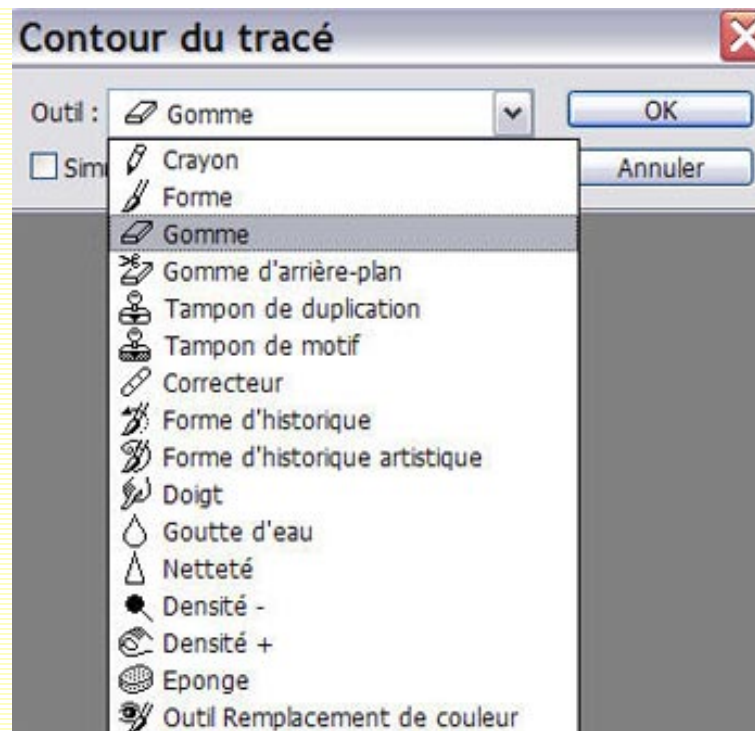 Contour du tracé
Outil : Gomme OK
Annuler
Crayon
Forme
Gomme
Gomme d'arrière-plan
Tampon de duplication
Tampon de motif
Correcteur
Forme d'historique
Forme d'historique artistique
Doigt
Goutte d'eau
Netteté
Densité -
Densité +
Eponge
Outil Remplacement de couleur